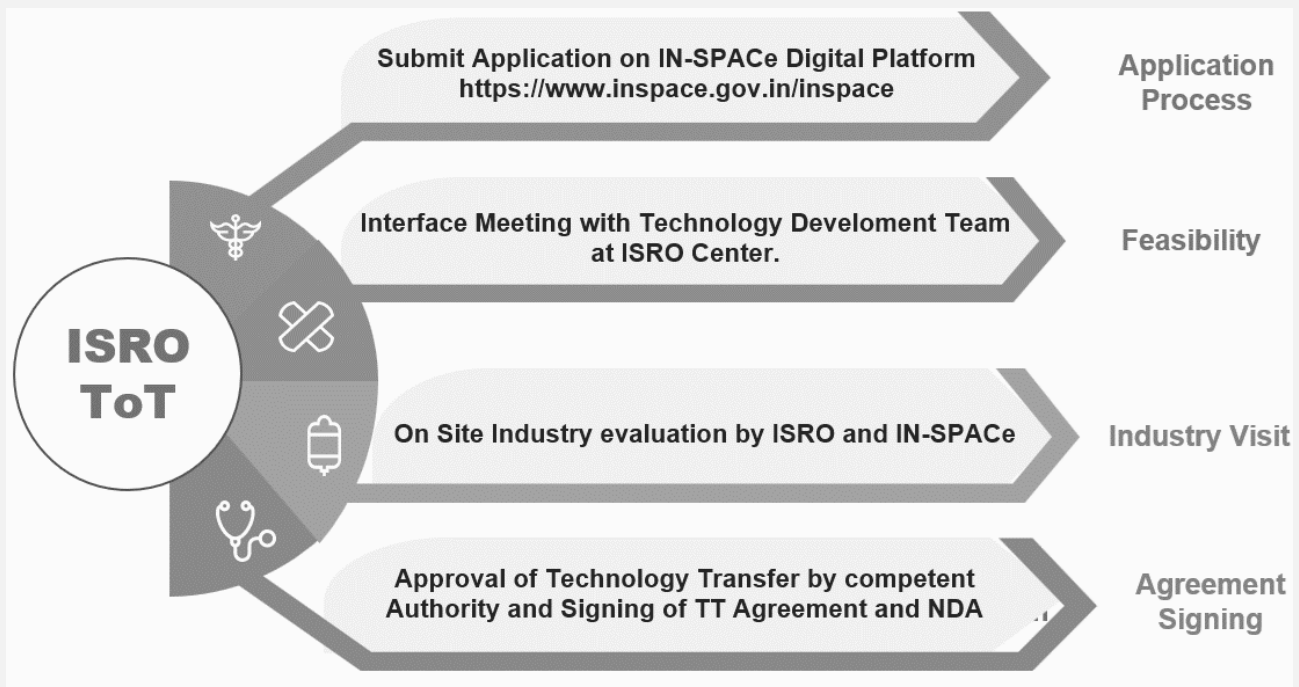 Submit Application on IN-SPACe Digital Platform
https://www.inspace.gov.in/inspace
Application
Process
Interface Meeting with Technology Develoment Team
at ISRO Center.
Feasibility
ISRO
ToT
On Site Industry evaluation by ISRO and IN-SPACe
Industry Visit
Approval of Technology Transfer by competent
Authority and Signing of TT Agreement and NDA
Agreement
Signing